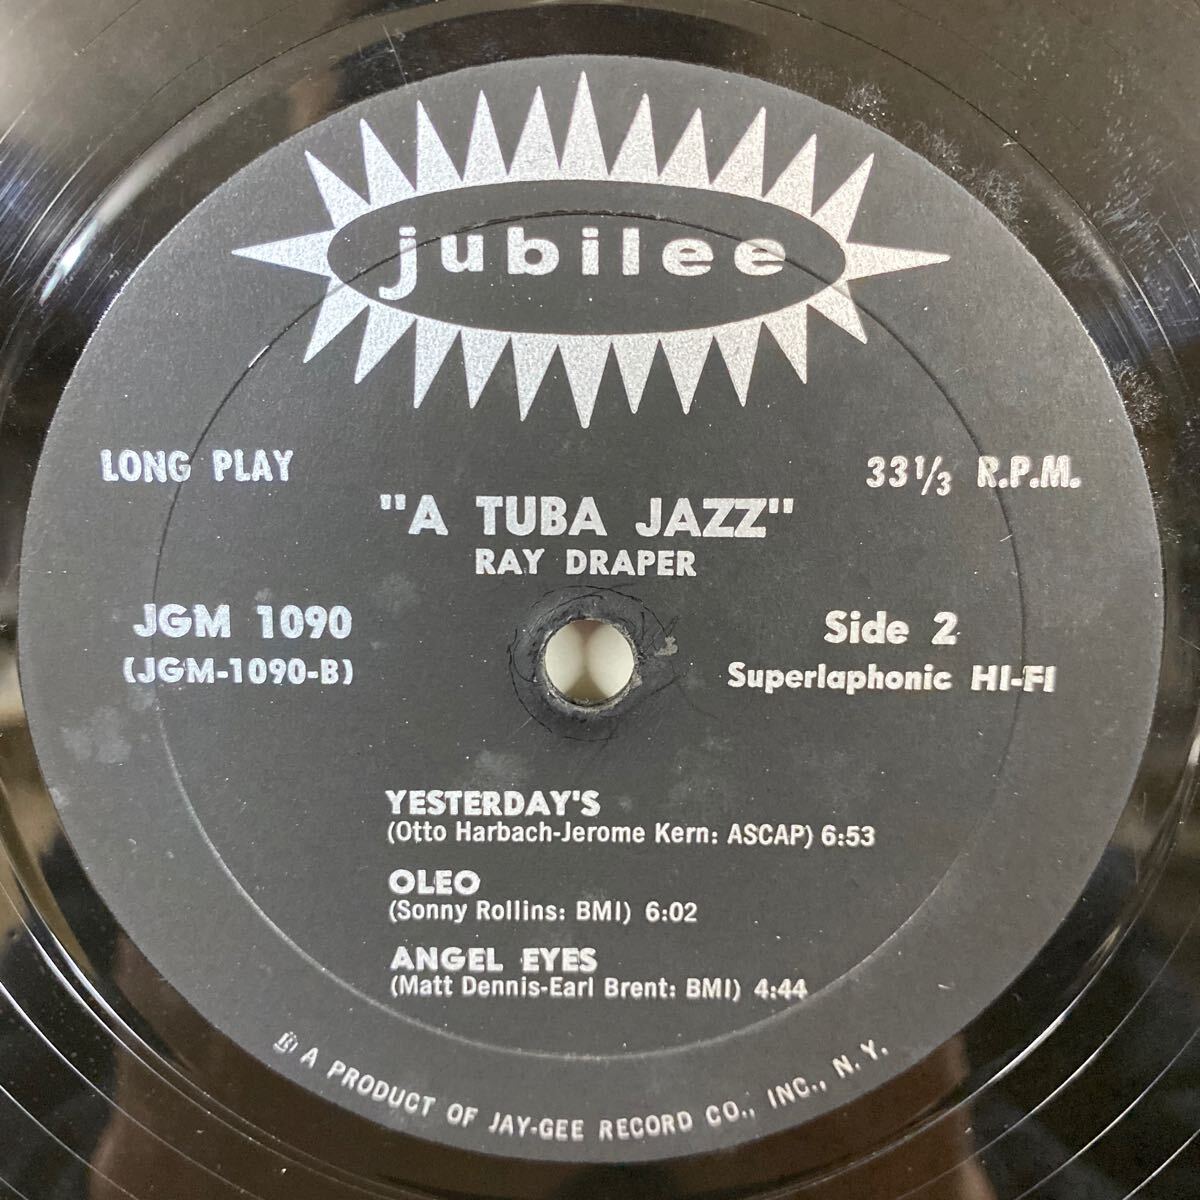 jubilee
LONG PLAY
33 1/3 R.P.M.
"A TUBA JAZZ"
RAY DRAPER
JGM 1090
(JGM-1090-B)
Side 2
Superlaphonic HI-FI
YESTERDAY'S
(Otto Harbach-Jerome Kern: ASCAP) 6:53
OLEO
(Sonny Rollins: BMI) 6:02
ANGEL EYES
(Matt Dennis-Earl Brent: BMI) 4:44
A PRODUCT OF JAY-GEE RECORD CO., INC., N. Y.